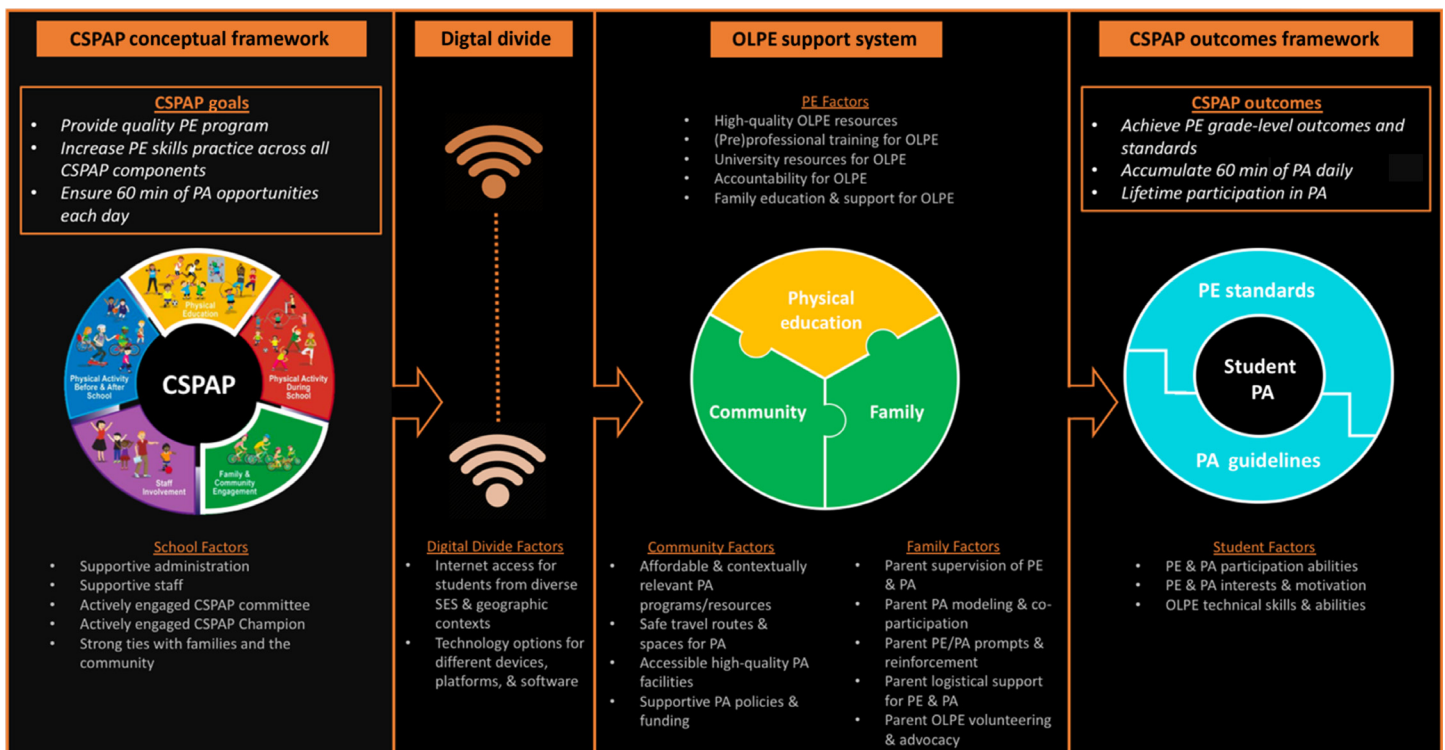 CSPAP conceptual framework
CSPAP goals
• Provide quality PE program
• Increase PE skills practice across all
CSPAP components
• Ensure 60 min of PA opportunities
each day
Physical
Education
Physical Activity
Before & After
School
Physical Activity
During
School
CSPAP
Staff
Involvement
Family &
Community
Engagement
School Factors
• Supportive administration
• Supportive staff
• Actively engaged CSPAP committee
• Actively engaged CSPAP Champion
• Strong ties with families and the
community
Digtal divide
Digital Divide Factors
• Internet access for
students from diverse
SES & geographic
contexts
• Technology options for
different devices,
platforms, & software
OLPE support system
PE Factors
• High-quality OLPE resources
• (Pre)professional training for OLPE
• University resources for OLPE
• Accountability for OLPE
• Family education & support for OLPE
Physical
education
Community
Family
Community Factors
• Affordable & contextually
relevant PA
programs/resources
• Safe travel routes &
spaces for PA
• Accessible high-quality PA
facilities
• Supportive PA policies &
funding
Family Factors
• Parent supervision of PE
& PA
• Parent PA modeling & co-
participation
• Parent PE/PA prompts &
reinforcement
• Parent logistical support
for PE & PA
• Parent OLPE volunteering
& advocacy
CSPAP outcomes framework
CSPAP outcomes
• Achieve PE grade-level outcomes and
standards
• Accumulate 60 min of PA daily
• Lifetime participation in PA
PE standards
Student
PA
PA guidelines
Student Factors
• PE & PA participation abilities
• PE & PA interests & motivation
• OLPE technical skills & abilities